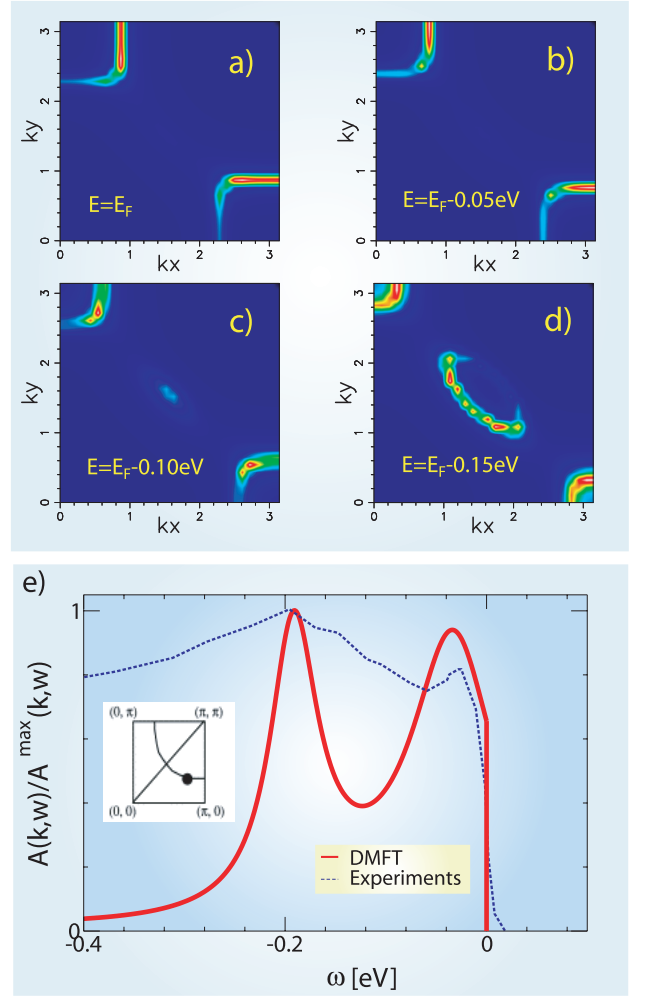 a)
b)
3
2
1
0
ky
E=EF
0 1 2 3
kx
3
2
1
0
ky
E=EF-0.05eV
0 1 2 3
kx
c)
d)
3
2
1
0
ky
E=EF-0.10eV
0 1 2 3
kx
3
2
1
0
ky
E=EF-0.15eV
0 1 2 3
kx
e)
1
0
A(k,w)/A max (k,w)
(0, π) (π, π)
(0, 0) (π, 0)
DMFT
Experiments
-0.4 -0.2 0
ω [eV]